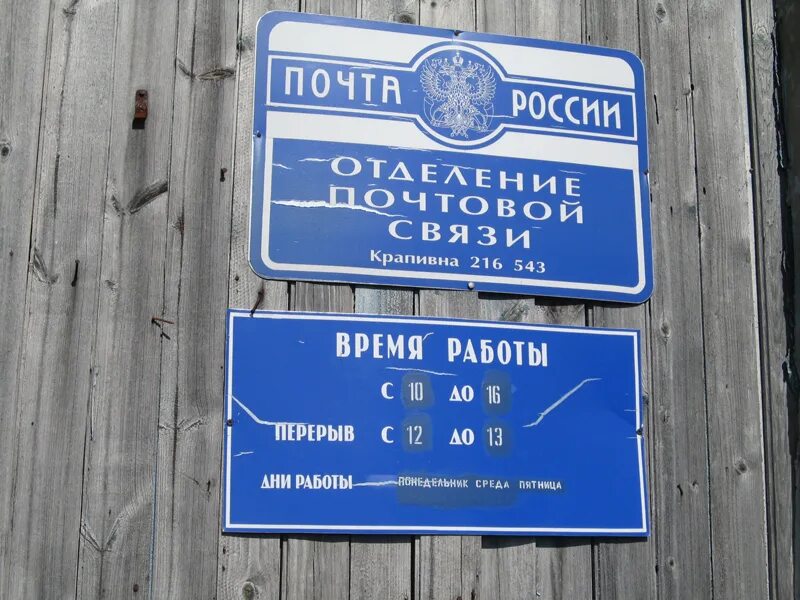 ПОЧТА РОССИИ
ОТДЕЛЕНИЕ
ПОЧТОВОЙ
СВЯЗИ
Крапивна 216 543
ВРЕМЯ РАБОТЫ
С 10 ДО 16
ПЕРЕРЫВ С 12 ДО 13
ДНИ РАБОТЫ ПОНЕДЕЛЬНИК СРЕДА ПЯТНИЦА